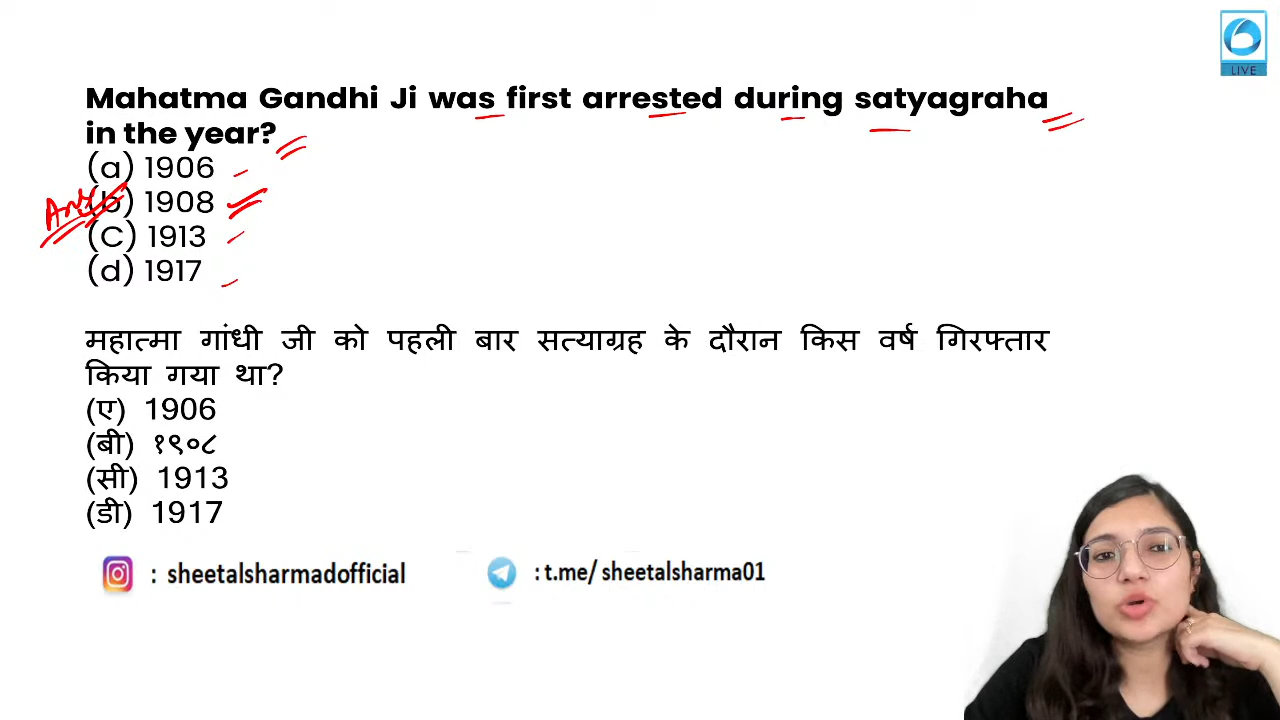 LIVE
Mahatma Gandhi Ji was first arrested during satyagraha
in the year?
(a) 1906
Ans (b) 1908
(C) 1913
(d) 1917
महात्मा गांधी जी को पहली बार सत्याग्रह के दौरान किस वर्ष गिरफ्तार
किया गया था?
(ए) 1906
(बी) १९०८
(सी) 1913
(डी) 1917
: sheetalsharmadofficial
: t.me/ sheetalsharma01